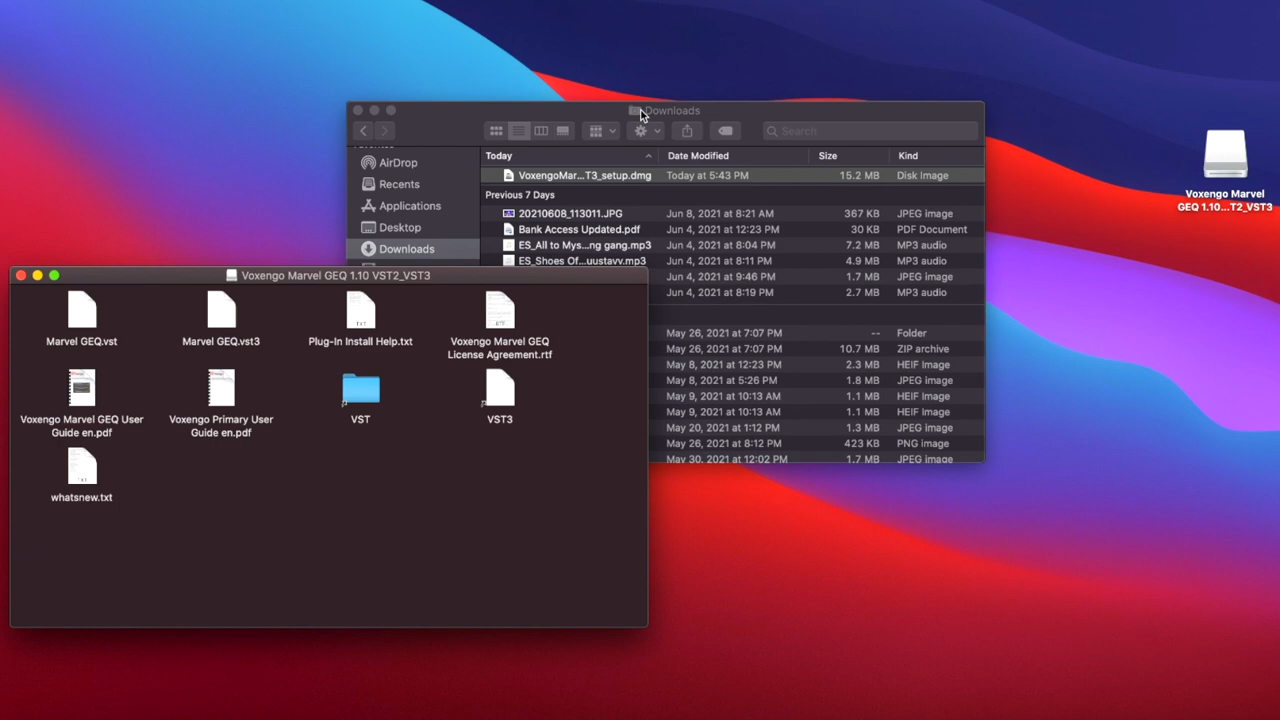 Downloads
Search
AirDrop
Recents
Applications
Desktop
Downloads
Today Date Modified Size Kind
VoxengoMar...T3_setup.dmg Today at 5:43 PM 15.2 MB Disk Image
Previous 7 Days
20210608_113011.JPG Jun 8, 2021 at 8:21 AM 367 KB JPEG image
Bank Access Updated.pdf Jun 4, 2021 at 12:23 PM 30 KB PDF Document
ES_All to Mys...ng gang.mp3 Jun 4, 2021 at 8:04 PM 7.2 MB MP3 audio
ES_Shoes Of...uustavv.mp3 Jun 4, 2021 at 8:11 PM 4.9 MB MP3 audio
Jun 4, 2021 at 9:46 PM 1.7 MB MP3 audio
Jun 4, 2021 at 8:19 PM 2.7 MB MP3 audio
May 26, 2021 at 7:07 PM -- Folder
May 26, 2021 at 7:07 PM 10.7 MB ZIP archive
May 8, 2021 at 12:23 PM 2.3 MB HEIF Image
May 8, 2021 at 5:26 PM 1.8 MB JPEG image
May 9, 2021 at 10:13 AM 1.1 MB HEIF Image
May 9, 2021 at 10:13 AM 1.1 MB HEIF Image
May 20, 2021 at 1:12 PM 1.3 MB JPEG image
May 26, 2021 at 8:12 PM 423 KB PNG image
May 30, 2021 at 12:02 PM 1.7 MB JPEG image
Voxengo Marvel
GEQ 1.10...T2_VST3
Voxengo Marvel GEQ 1.10 VST2_VST3
Marvel GEQ.vst
Marvel GEQ.vst3
Plug-In Install Help.txt
Voxengo Marvel GEQ
License Agreement.rtf
Voxengo Marvel GEQ User
Guide en.pdf
Voxengo Primary User
Guide en.pdf
VST
VST3
whatsnew.txt